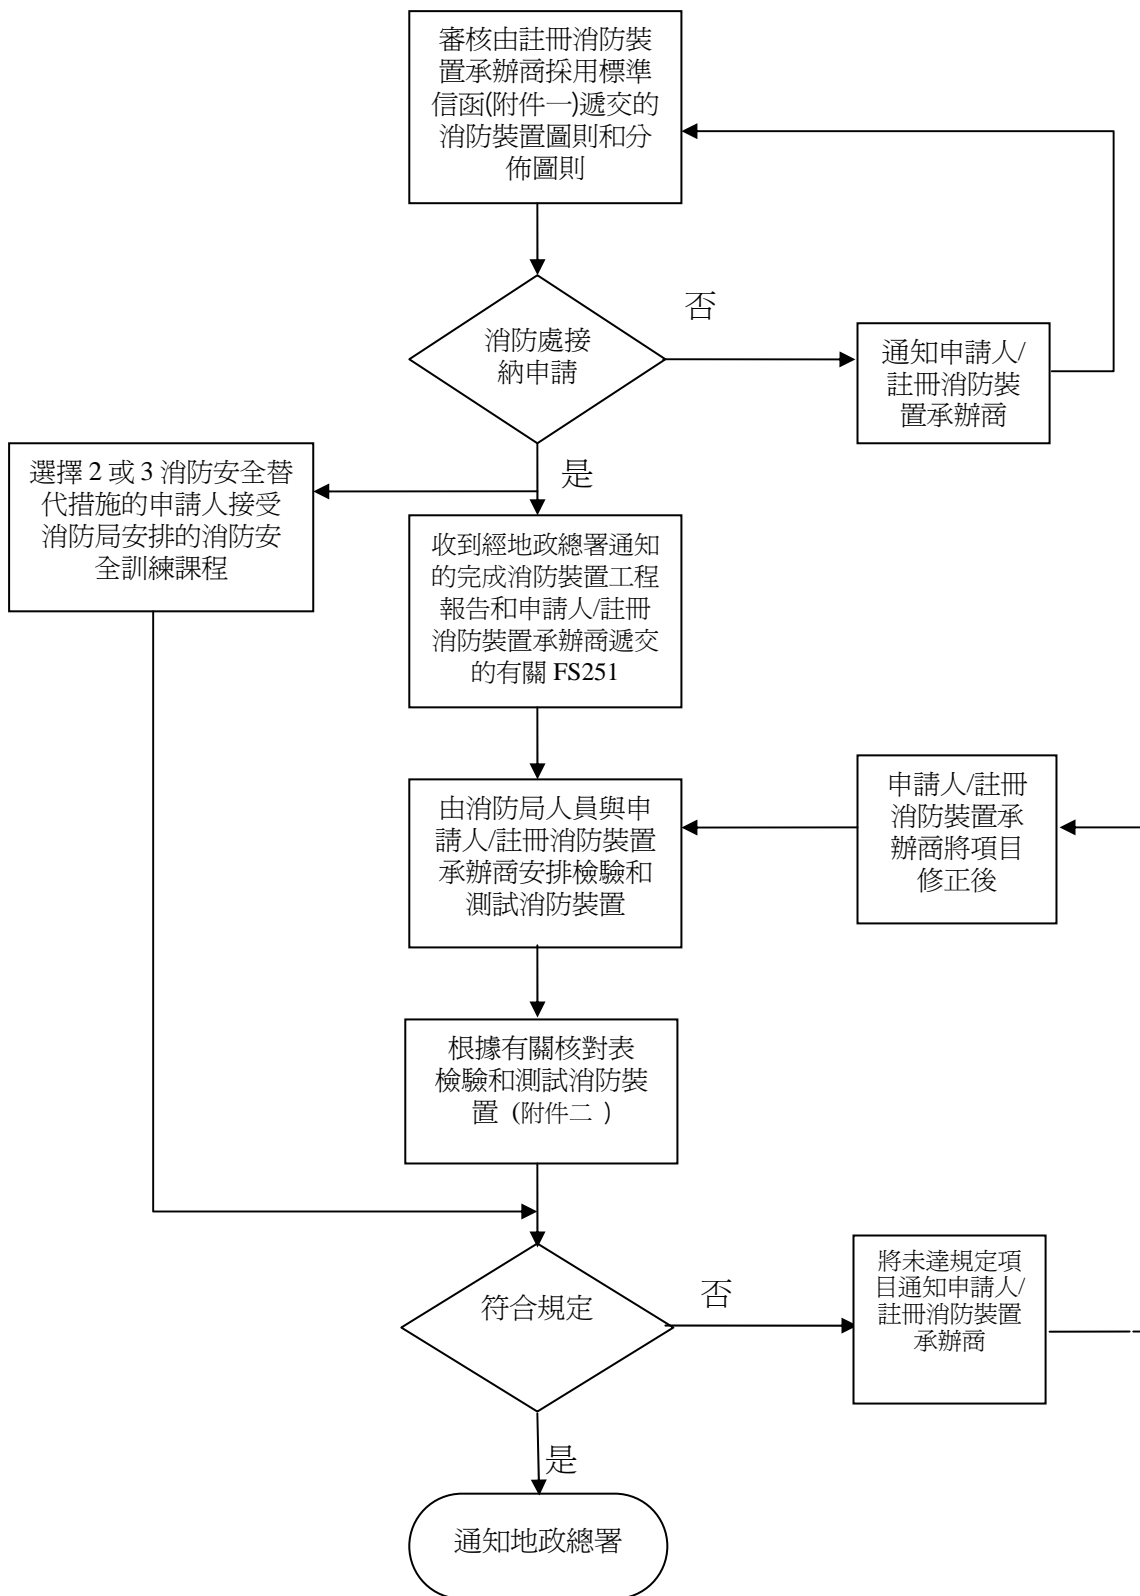 審核由註冊消防裝
置承辦商採用標準
信函(附件一)遞交的
消防裝置圖則和分
佈圖則
消防處接
納申請
否
通知申請人/
註冊消防裝
置承辦商
是
選擇 2 或 3 消防安全替
代措施的申請人接受
消防局安排的消防安
全訓練課程
收到經地政總署通知
的完成消防裝置工程
報告和申請人/註冊
消防裝置承辦商遞交
的有關 FS251
由消防局人員與申
請人/註冊消防裝置
承辦商安排檢驗和
測試消防裝置
申請人/註冊
消防裝置承
辦商將項目
修正後
根據有關核對表
檢驗和測試消防裝
置 (附件二 )
符合規定
否
將未達規定項
目通知申請人/
註冊消防裝置
承辦商
是
通知地政總署